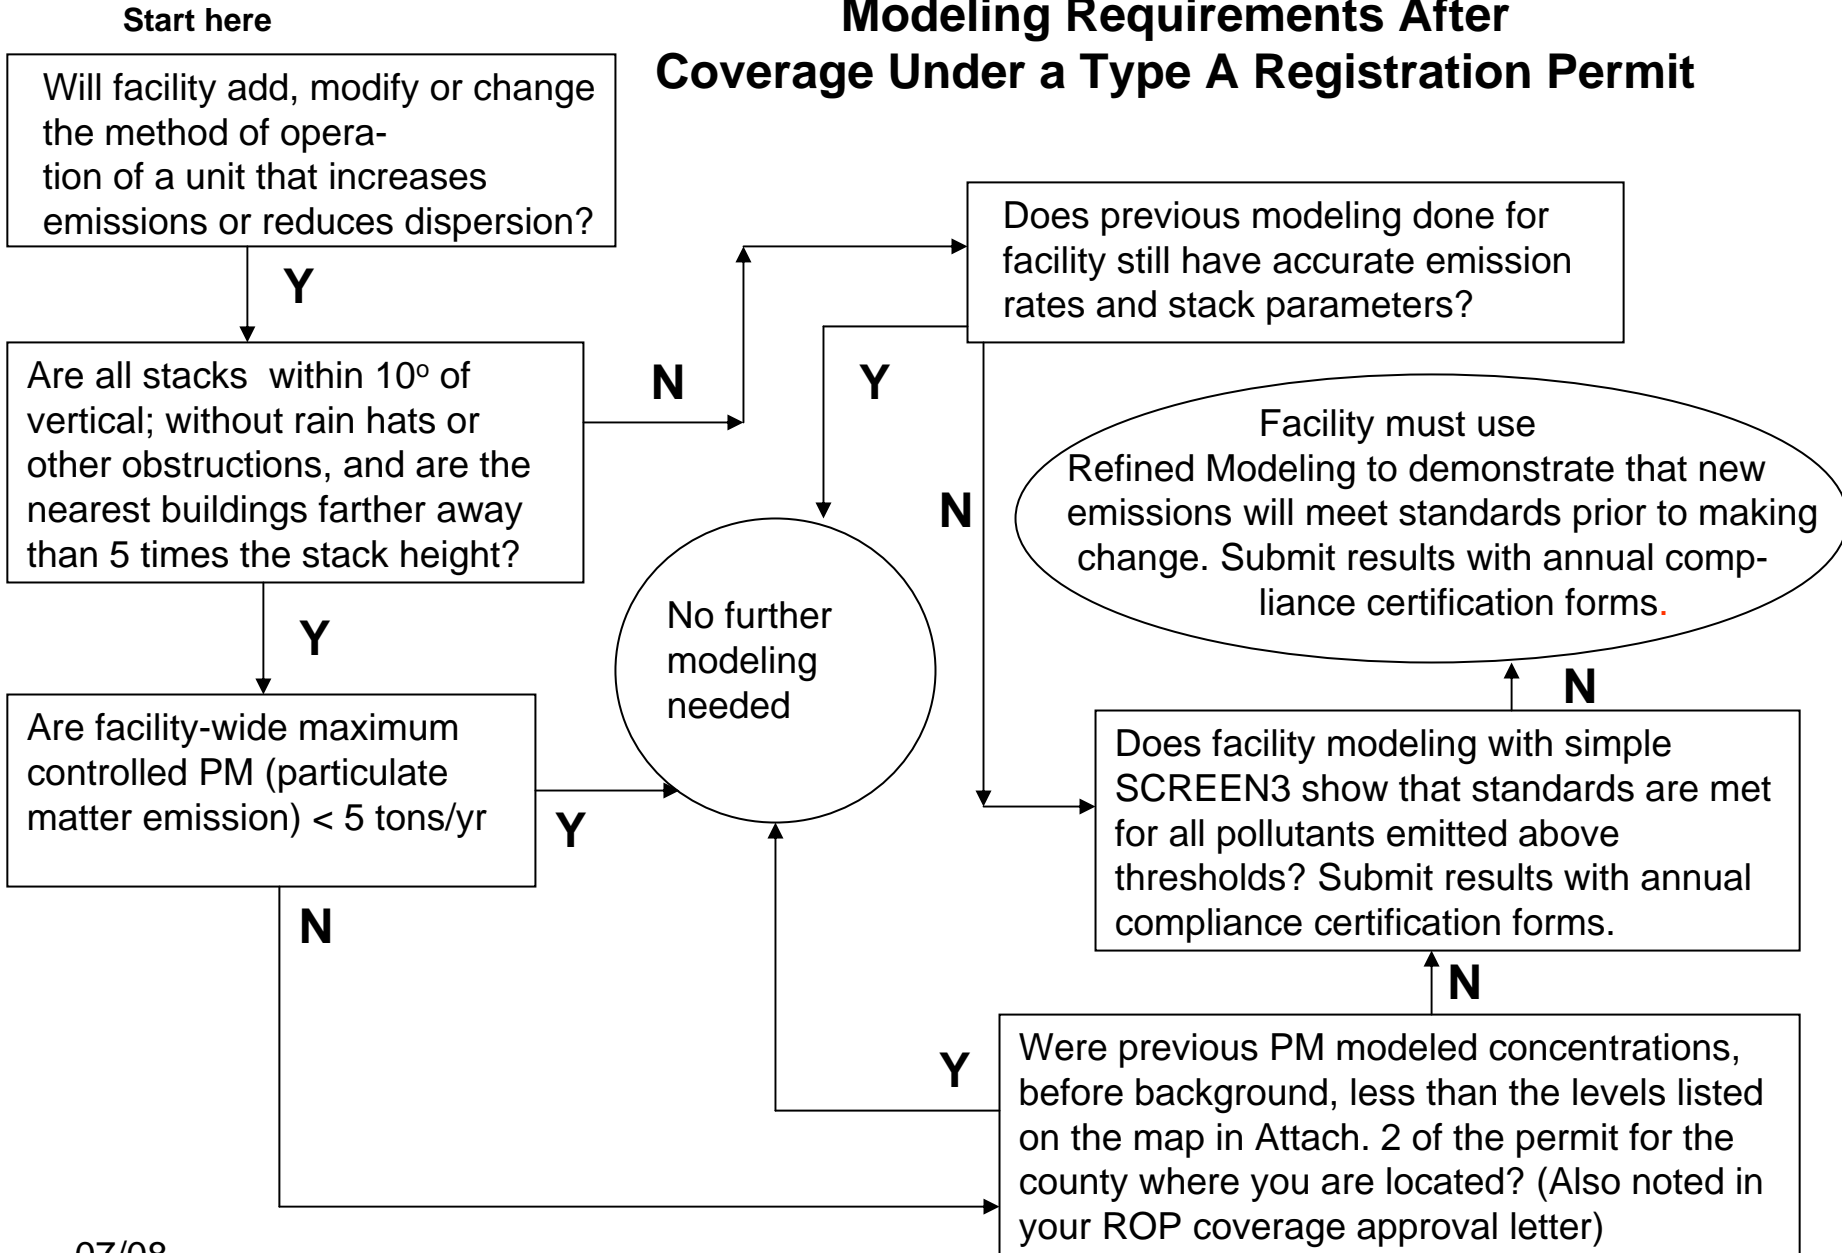 Start here
Modeling Requirements After
Coverage Under a Type A Registration Permit
Will facility add, modify or change
the method of opera-
tion of a unit that increases
emissions or reduces dispersion?
Y
Are all stacks within 10o of
vertical; without rain hats or
other obstructions, and are the
nearest buildings farther away
than 5 times the stack height?
N
Y
Does previous modeling done for
facility still have accurate emission
rates and stack parameters?
Y
N
Facility must use
Refined Modeling to demonstrate that new
emissions will meet standards prior to making
change. Submit results with annual comp-
liance certification forms.
No further
modeling
needed
Are facility-wide maximum
controlled PM (particulate
matter emission) < 5 tons/yr
Y
N
N
Does facility modeling with simple
SCREEN3 show that standards are met
for all pollutants emitted above
thresholds? Submit results with annual
compliance certification forms.
N
Y
Were previous PM modeled concentrations,
before background, less than the levels listed
on the map in Attach. 2 of the permit for the
county where you are located? (Also noted in
your ROP coverage approval letter)
07/08